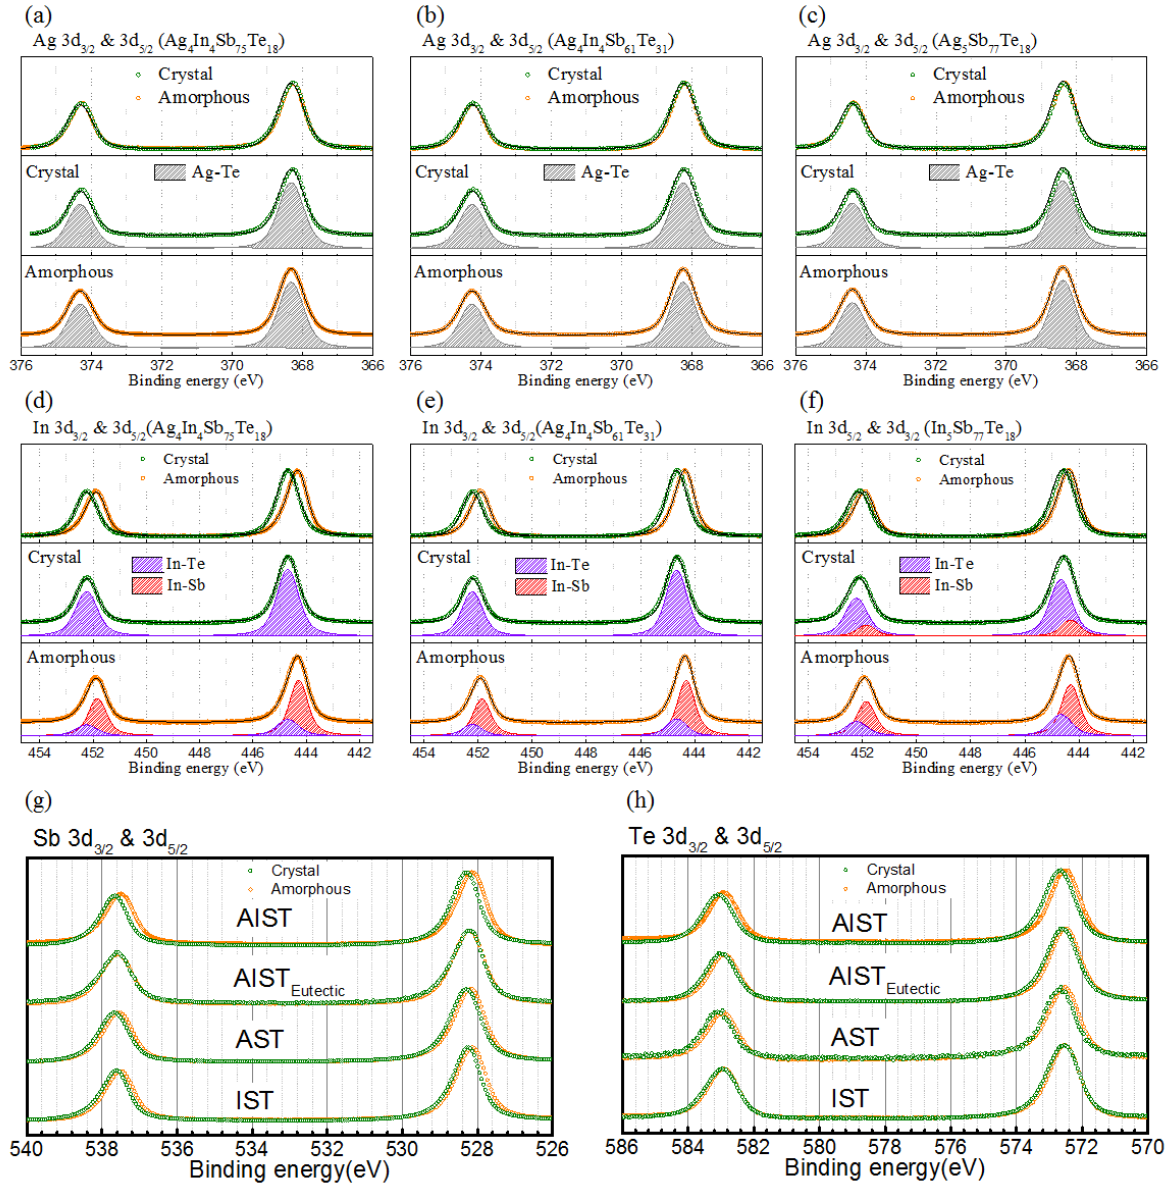 (a) (b) (c)
Ag 3d3/2 & 3d5/2 (Ag4In4Sb75Te18) Ag 3d3/2 & 3d5/2 (Ag4In4Sb61Te31) Ag 3d3/2 & 3d5/2 (Ag5Sb77Te18)
Crystal Crystal Crystal
Amorphous Amorphous Amorphous
Crystal Ag-Te Crystal Ag-Te Crystal Ag-Te
Amorphous Amorphous Amorphous
376 374 372 370 368 366 376 374 372 370 368 366 376 374 372 370 368 366
Binding energy (eV) Binding energy (eV) Binding energy (eV)
(d) (e) (f)
In 3d3/2 & 3d5/2(Ag4In4Sb75Te18) In 3d3/2 & 3d5/2(Ag4In4Sb61Te31) In 3d5/2 & 3d3/2 (In5Sb77Te18)
Crystal Crystal Crystal
Amorphous Amorphous Amorphous
Crystal In-Te Crystal In-Te Crystal In-Te
In-Sb In-Sb In-Sb
Amorphous Amorphous Amorphous
454 452 450 448 446 444 442 454 452 450 448 446 444 442 454 452 450 448 446 444 442
Binding energy (eV) Binding energy (eV) Binding energy (eV)
(g) (h)
Sb 3d3/2 & 3d5/2 Te 3d3/2 & 3d5/2
Crystal Crystal
Amorphous Amorphous
AIST AIST
AISTEutectic AISTEutectic
AST AST
IST IST
540 538 536 534 532 530 528 526 586 584 582 580 578 576 574 572 570
Binding energy(eV) Binding energy(eV)